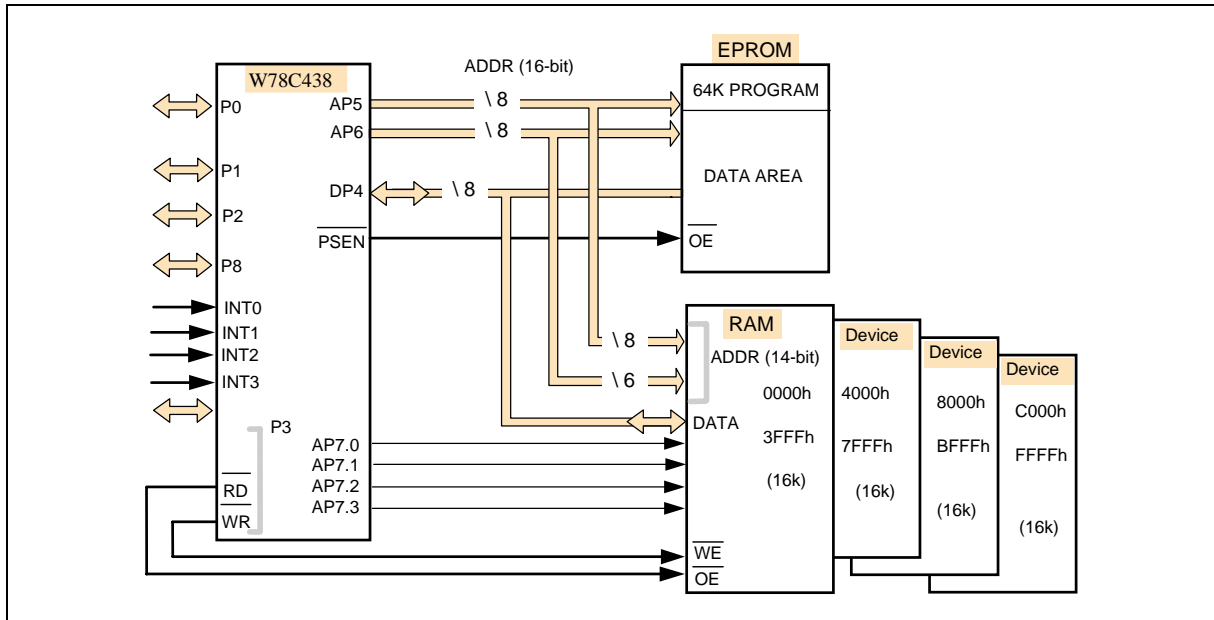 W78C438
P0
P1
P2
P8
INT0
INT1
INT2
INT3
P3
RD
WR
AP5
AP6
DP4
PSEN
AP7.0
AP7.1
AP7.2
AP7.3
ADDR (16-bit)
\ 8
\ 8
\ 8
EPROM
64K PROGRAM
DATA AREA
OE
\ 8
\ 6
RAM
ADDR (14-bit)
0000h
3FFFh
(16k)
DATA
WE
OE
Device
4000h
7FFFh
(16k)
Device
8000h
BFFFh
(16k)
Device
C000h
FFFFh
(16k)